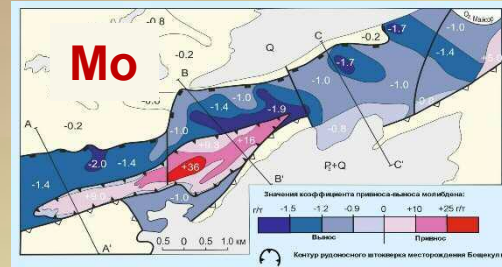 Mo
-0.8
-0.2
Q
C
-0.2
-1.7
Оз. Майсор
-1.7
-1.4
-1.0
-1.0
-0.2
B
-1.0
-1.4
-1.0
-1.9
-1.0
A
-0.2
-0.8
+16
-2.0
-1.4
+36
B'
P₂+Q
C'
-1.4
-1.0
A'
0.5 0 0.5 1.0 км
Значения коэффициента привноса-выноса молибдена:
г/т -1.5 -1.2 -0.9 0 +10 +25 г/т
Вынос Привнос
Контур рудоносного штокверка месторождения Бощекуль